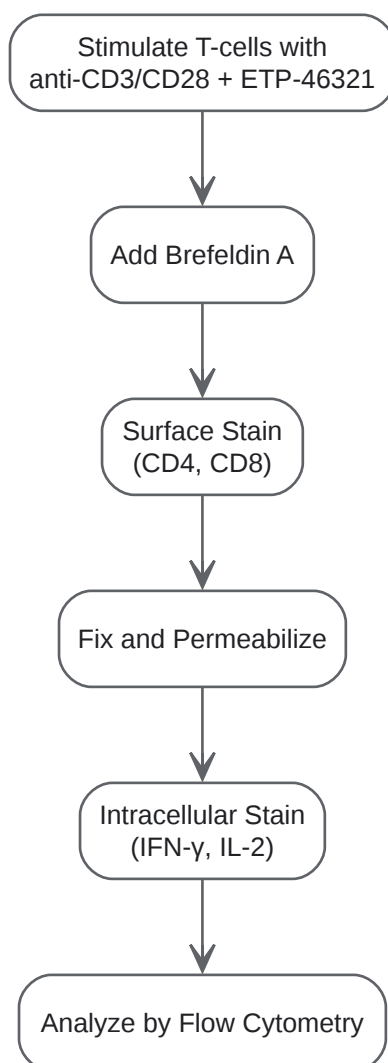 Stimulate T-cells with
anti-CD3/CD28 + ETP-46321
Add Brefeldin A
Surface Stain
(CD4, CD8)
Fix and Permeabilize
Intracellular Stain
(IFN-γ, IL-2)
Analyze by Flow Cytometry